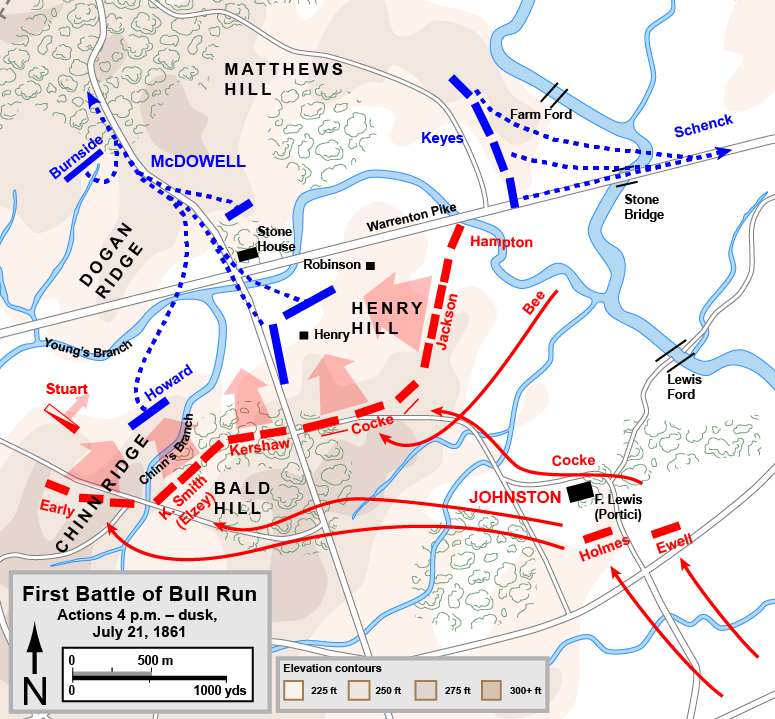 MATTHEWS
HILL
Farm Ford
Keyes
Schenck
Burnside
McDOWELL
Stone
Bridge
Warrenton Pike
Stone
House
Hampton
DOGAN
RIDGE
Robinson
HENRY
HILL
Jackson
Bee
Henry
Young's Branch
Lewis
Ford
Stuart
Howard
Chinn's Branch
Cocke
Kershaw
Cocke
CHINN RIDGE
K. Smith
(Elzey)
BALD
HILL
JOHNSTON
F. Lewis
(Portici)
Early
Holmes
Ewell
First Battle of Bull Run
Actions 4 p.m. – dusk,
July 21, 1861
0 500 m
0 1000 yds
N
Elevation contours
225 ft 250 ft 275 ft 300+ ft